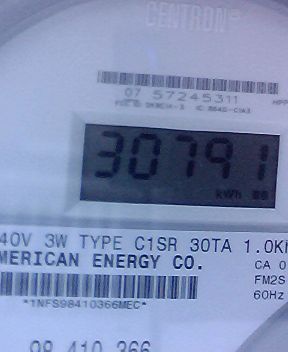 CENTRON®
07 57245311
30791
kWh
40V 3W TYPE C1SR 30TA 1.0K
MERICAN ENERGY CO.
CA 0
FM2S
60Hz
*1NFS98410366MEC*
98 410 366